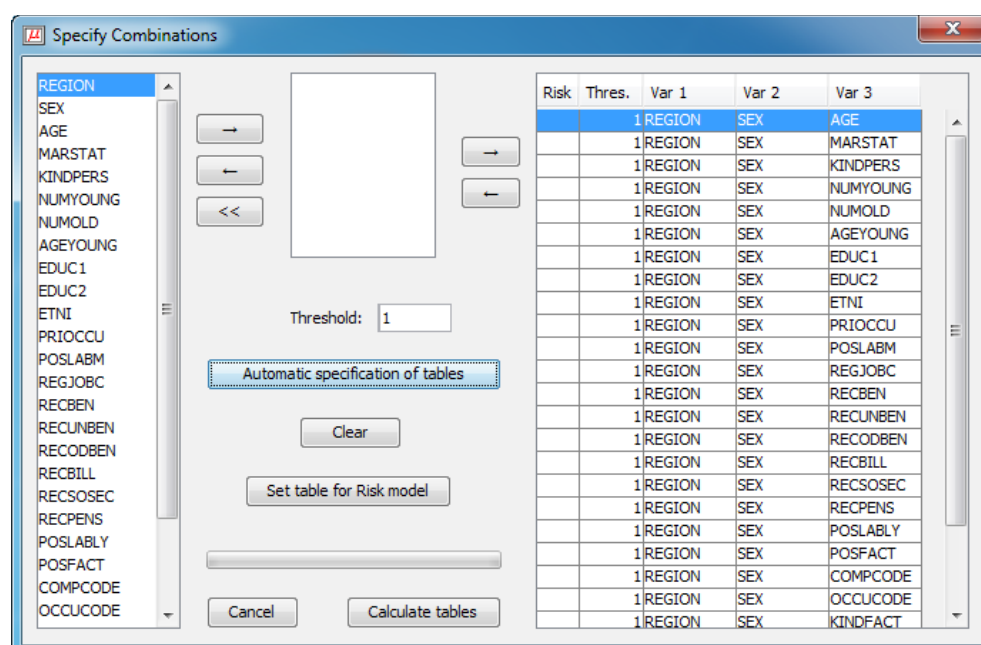 Specify Combinations
REGION
SEX
AGE
MARSTAT
KINDPERS
NUMYOUNG
NUMOLD
AGEYOUNG
EDUC1
EDUC2
ETNI
PRIOCCU
POSLABM
REGJOBC
RECBEN
RECUNBEN
RECODBEN
RECBILL
RECSOSEC
RECPENS
POSLABLY
POSFACT
COMPCODE
OCCUCODE
→
←
<<
→
←
Threshold: 1
Automatic specification of tables
Clear
Set table for Risk model
Cancel Calculate tables
Risk Thres. Var 1 Var 2 Var 3
1 REGION SEX AGE
1 REGION SEX MARSTAT
1 REGION SEX KINDPERS
1 REGION SEX NUMYOUNG
1 REGION SEX NUMOLD
1 REGION SEX AGEYOUNG
1 REGION SEX EDUC1
1 REGION SEX EDUC2
1 REGION SEX ETNI
1 REGION SEX PRIOCCU
1 REGION SEX POSLABM
1 REGION SEX REGJOBC
1 REGION SEX RECBEN
1 REGION SEX RECUNBEN
1 REGION SEX RECODBEN
1 REGION SEX RECBILL
1 REGION SEX RECSOSEC
1 REGION SEX RECPENS
1 REGION SEX POSLABLY
1 REGION SEX POSFACT
1 REGION SEX COMPCODE
1 REGION SEX OCCUCODE
1 REGION SEX KINDFACT